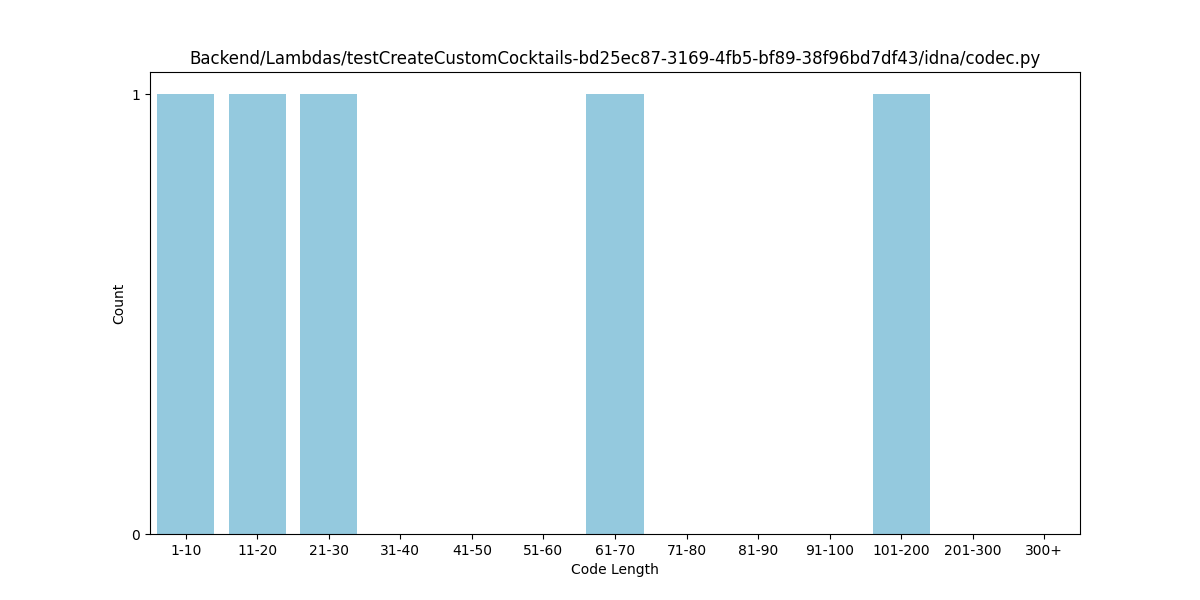 Backend/Lambdas/testCreateCustomCocktails-bd25ec87-3169-4fb5-bf89-38f96bd7df43/idna/codec.py
1
Count
0
1-10 11-20 21-30 31-40 41-50 51-60 61-70 71-80 81-90 91-100 101-200 201-300 300+
Code Length